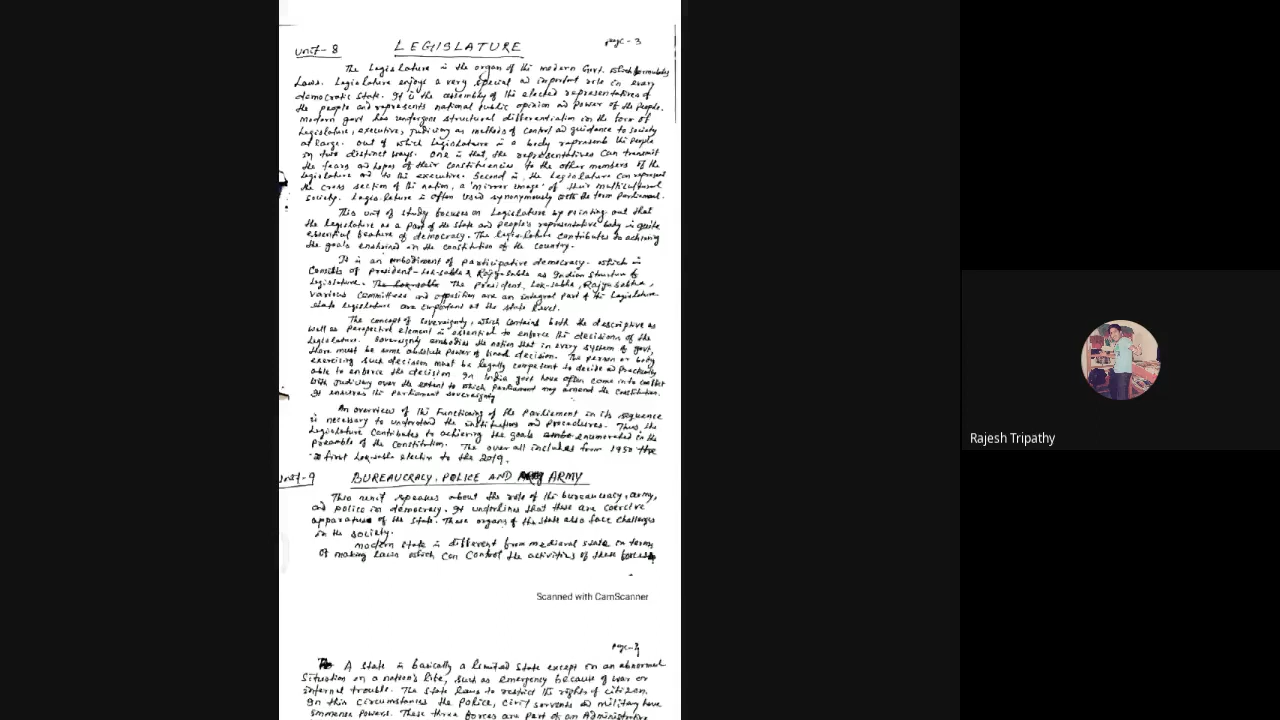 page-3
Unit-8 LEGISLATURE
The Legislature is the organ of the modern Govt. which formulates
Laws. Legislature enjoys a very special and important role in every
democratic state. It is the assembly of the elected representatives of
the people and represents national public opinion and power of the people.
Modern govt has undergone structural differentiation in the form of
Legislature, executive, judiciary as methods of control and guidance to society
at large. Out of which Legislature is a body represents the People
in two distinct ways. One is that, the representatives can transmit
the fears and hopes of their constituencies to the other members of the
legislature and to the executive. Second is, the Legislature can represent
the cross section of the nation, a 'mirror image' of their multicultural
society. Legislature is often used synonymously with the term Parliament.
This unit of study focuses on Legislature by pointing out that
the legislature as a part of the state and people's representative body is quite
essential feature of democracy. The legislature contributes to achieving
the goals enshrined in the constitution of the country.
It is an embodiment of participative democracy. which is
consists of president-Lok-sabha & Rajya-Sabha as Indian structure of
legislature. The President, Lok-sabha, Rajya sabha,
various committees and opposition are an integral part of the Legislature
state legislature are important at the state level.
The concept of sovereignty, which contains both the descriptive as
well as perspective element is essential to enforce the decisions of the
legislature. Sovereignty embodies the notion that in every system of govt,
there must be some absolute power of final decision. The person or body
exercising such decision must be legally competent to decide and practically
able to enforce the decision In India govt have often come into conflict
with judiciary over the extent to which Parliament may amend the Constitution.
It ensures the Parliament sovereignty
An overview of the Functioning of the Parliament in its sequence
is necessary to understand the institutions and procedures. Thus the
legislature contributes to achieving the goals enumerated in the
preamble of the Constitution. The over all includes from 1950 the
first Lok-sabha election to the 2019.
Unit-9 BUREAUCRACY, POLICE AND ARMY
This unit speaks about the role of the bureaucracy, army,
and police in democracy. It underlines that these are coercive
apparatus of the state. These organs of the state also face challenges
in the society.
modern state is different from medieval state in terms
of making laws which can control the activities of these forces
Scanned with CamScanner
page-4
A state is basically a limited state except in an abnormal
situation in a nation's life, such as emergency because of war or
internal trouble. The state laws to restrict the rights of citizen.
In this circumstances the police, civil servants and military have
immense powers. These three forces are part of an Administrative
Rajesh Tripathy